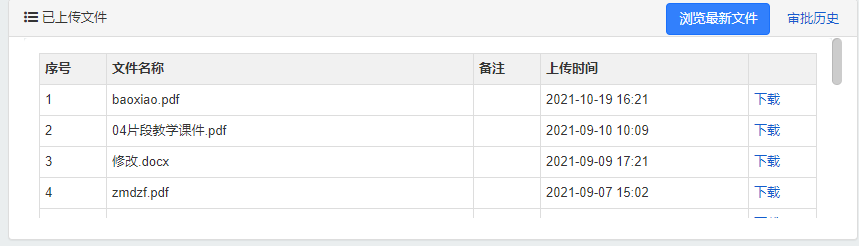 已上传文件 浏览最新文件 审批历史
序号 文件名称 备注 上传时间
1 baoxiao.pdf 2021-10-19 16:21 下载
2 04片段教学课件.pdf 2021-09-10 10:09 下载
3 修改.docx 2021-09-09 17:21 下载
4 zmdzf.pdf 2021-09-07 15:02 下载